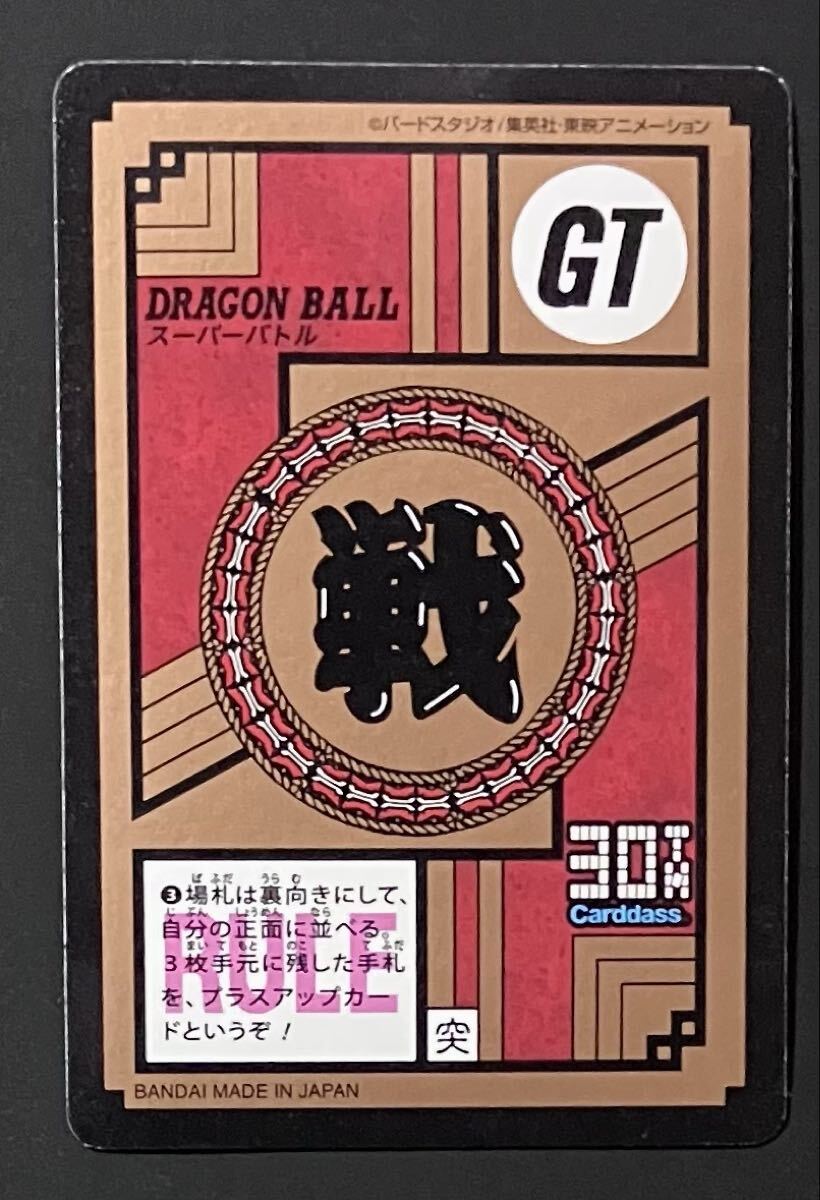 ©バードスタジオ/集英社・東映アニメーション
GT
DRAGON BALL
スーパーバトル
戦
30th
Carddass
RULE
❸場札は裏向きにして、
自分の正面に並べる。
3枚手元に残した手札
を、プラスアップカー
ドというぞ！
突
BANDAI MADE IN JAPAN